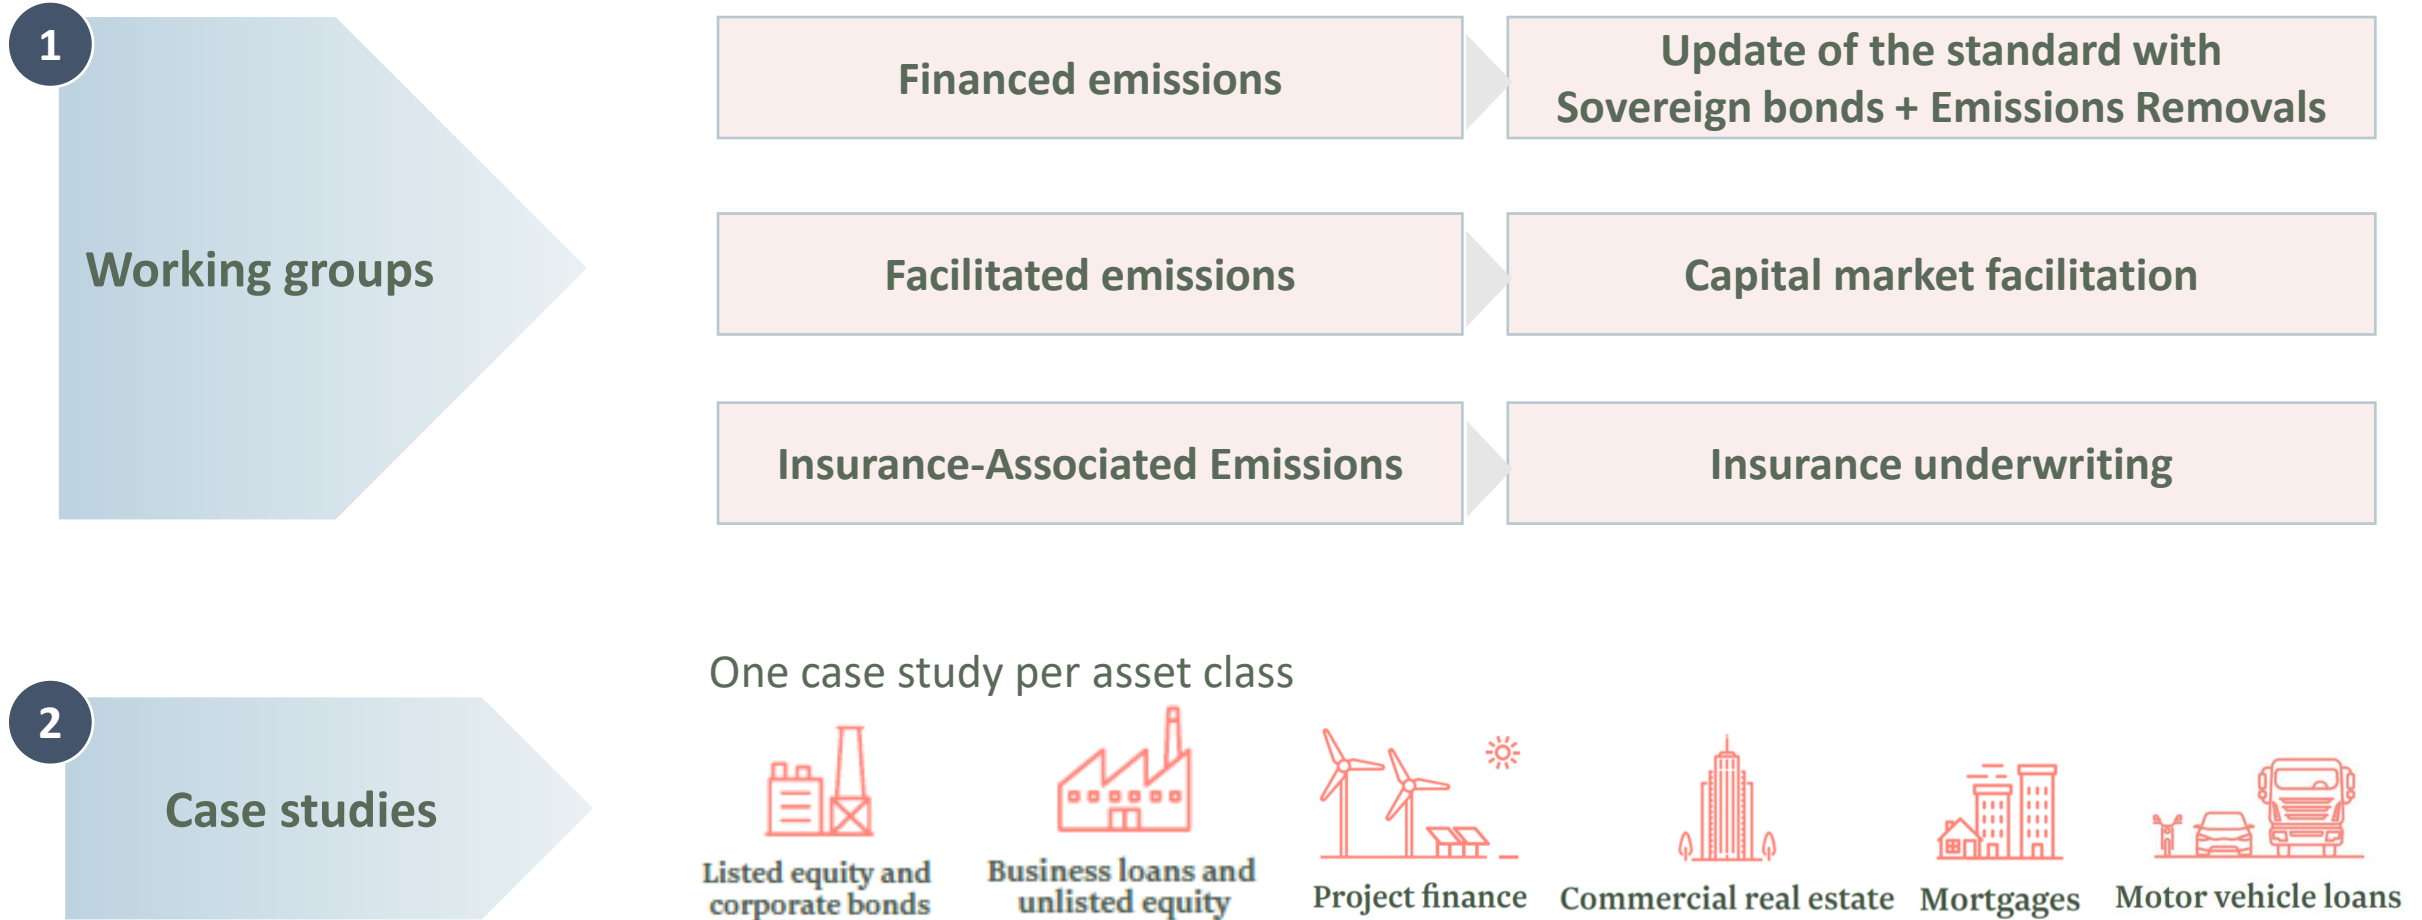 1
Working groups
Financed emissions
Update of the standard with
Sovereign bonds + Emissions Removals
Facilitated emissions
Capital market facilitation
Insurance-Associated Emissions
Insurance underwriting
2
Case studies
One case study per asset class
Listed equity and
corporate bonds
Business loans and
unlisted equity
Project finance
Commercial real estate
Mortgages
Motor vehicle loans